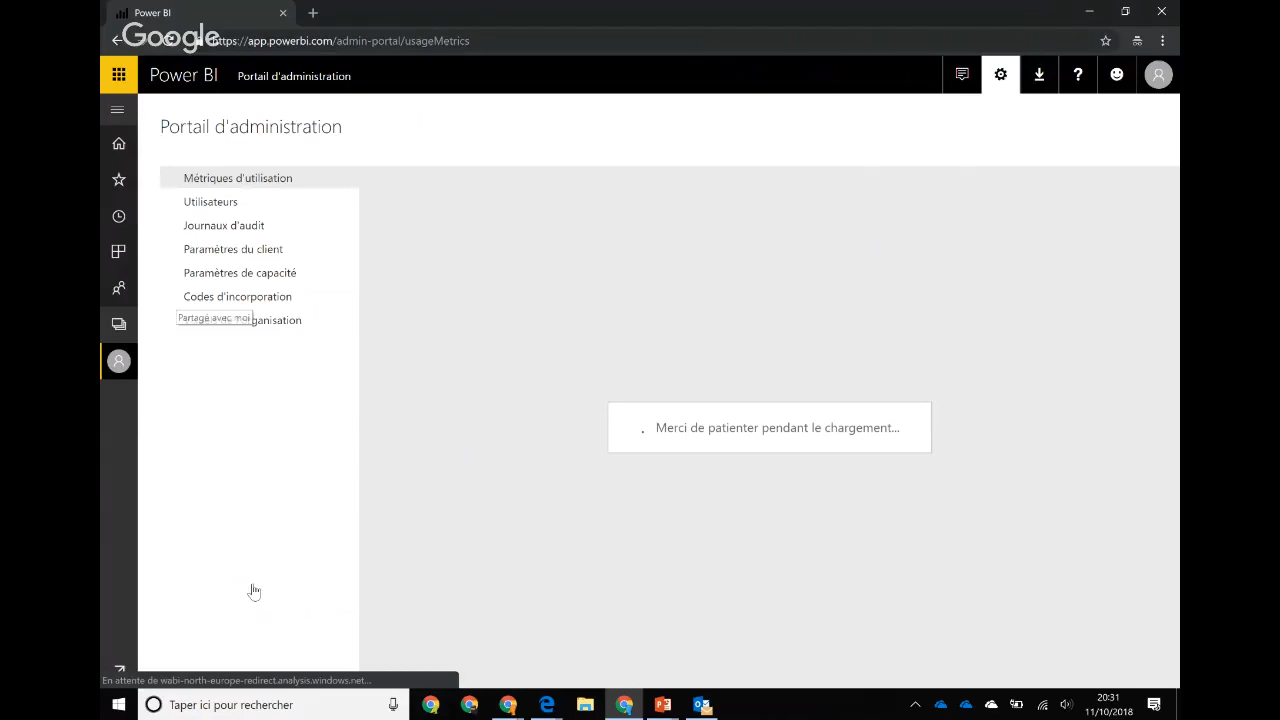 Power BI
Google
https://app.powerbi.com/admin-portal/usageMetrics
Power BI Portail d'administration
Portail d'administration
Métriques d'utilisation
Utilisateurs
Journaux d'audit
Paramètres du client
Paramètres de capacité
Codes d'incorporation
Partagé avec moi
Merci de patienter pendant le chargement...
En attente de wabi-north-europe-redirect.analysis.windows.net...
Taper ici pour rechercher
20:31
11/10/2018